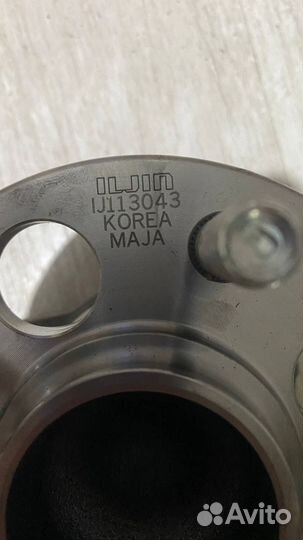 ILJIN
IJ113043
KOREA
MAJA
Avito